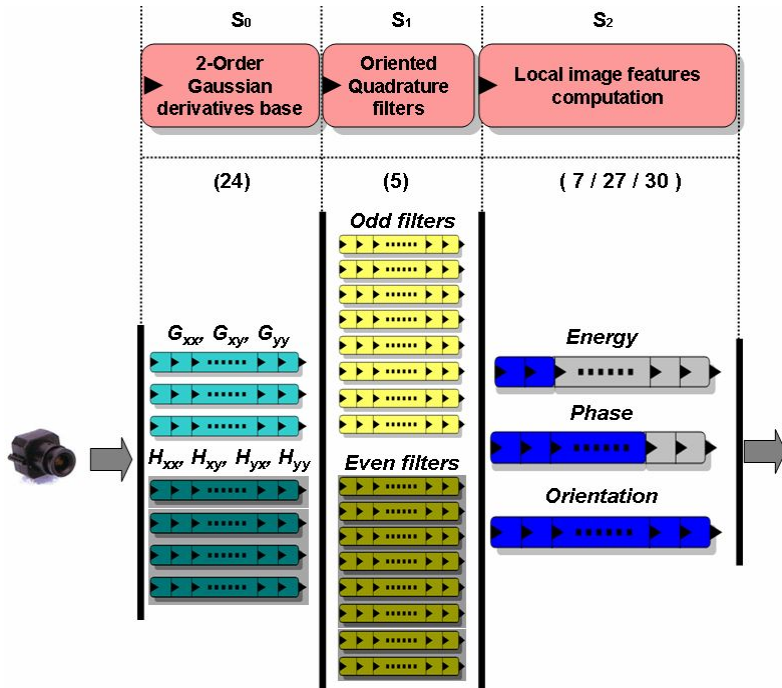 S0
S1
S2
2-Order
Gaussian
derivatives base
Oriented
Quadrature
filters
Local image features
computation
(24)
(5)
( 7 / 27 / 30 )
Odd filters
Gxx, Gxy, Gyy
Energy
Phase
Hxx, Hxy, Hyx, Hyy
Even filters
Orientation